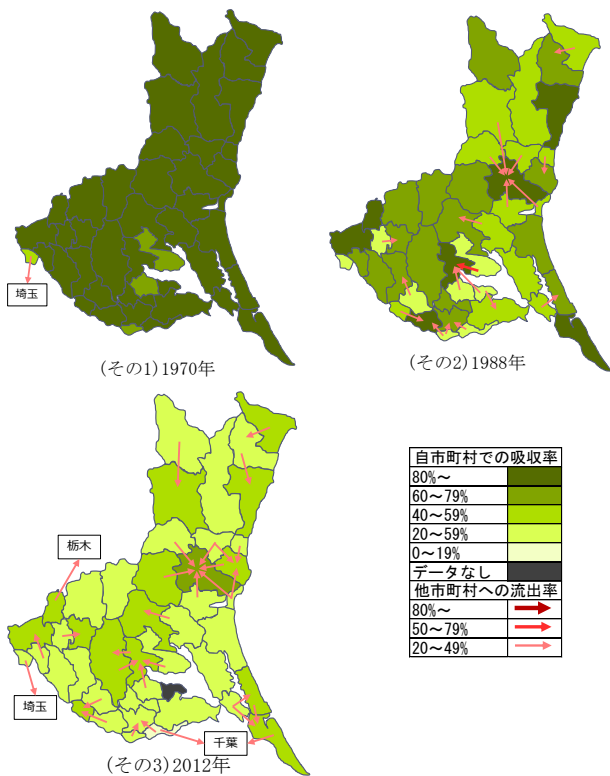 埼玉
(その1)1970年
(その2)1988年
栃木
埼玉
千葉
(その3)2012年
自市町村での吸収率
80%～
60～79%
40～59%
20～59%
0～19%
データなし
他市町村への流出率
80%～
50～79%
20～49%